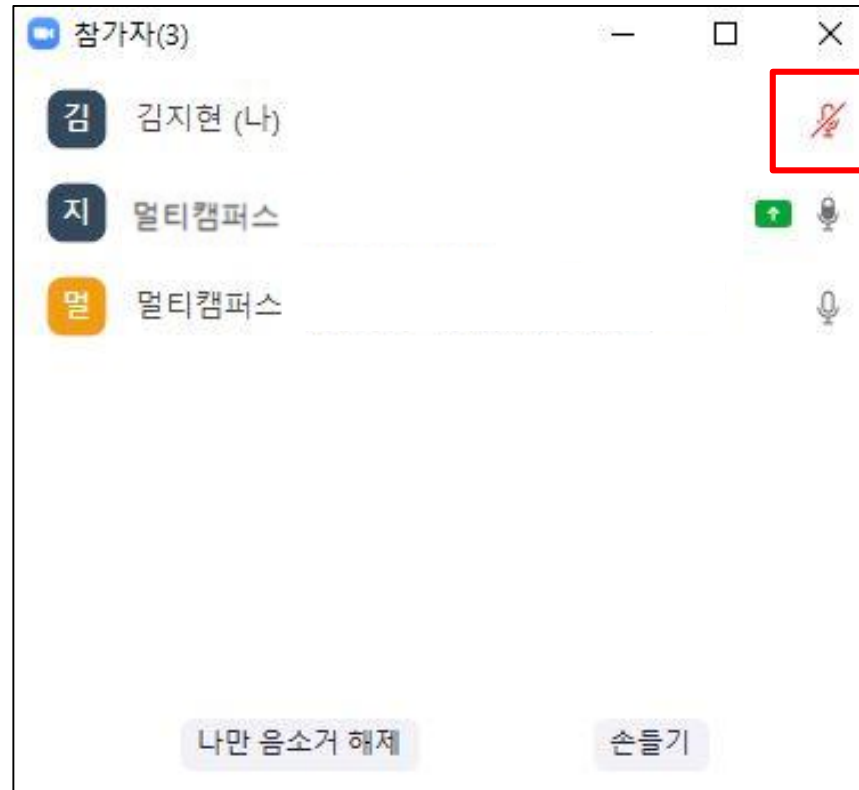 참가자(3)
김 김지현 (나)
지 멀티캠퍼스
멀 멀티캠퍼스
나만 음소거 해제 손들기